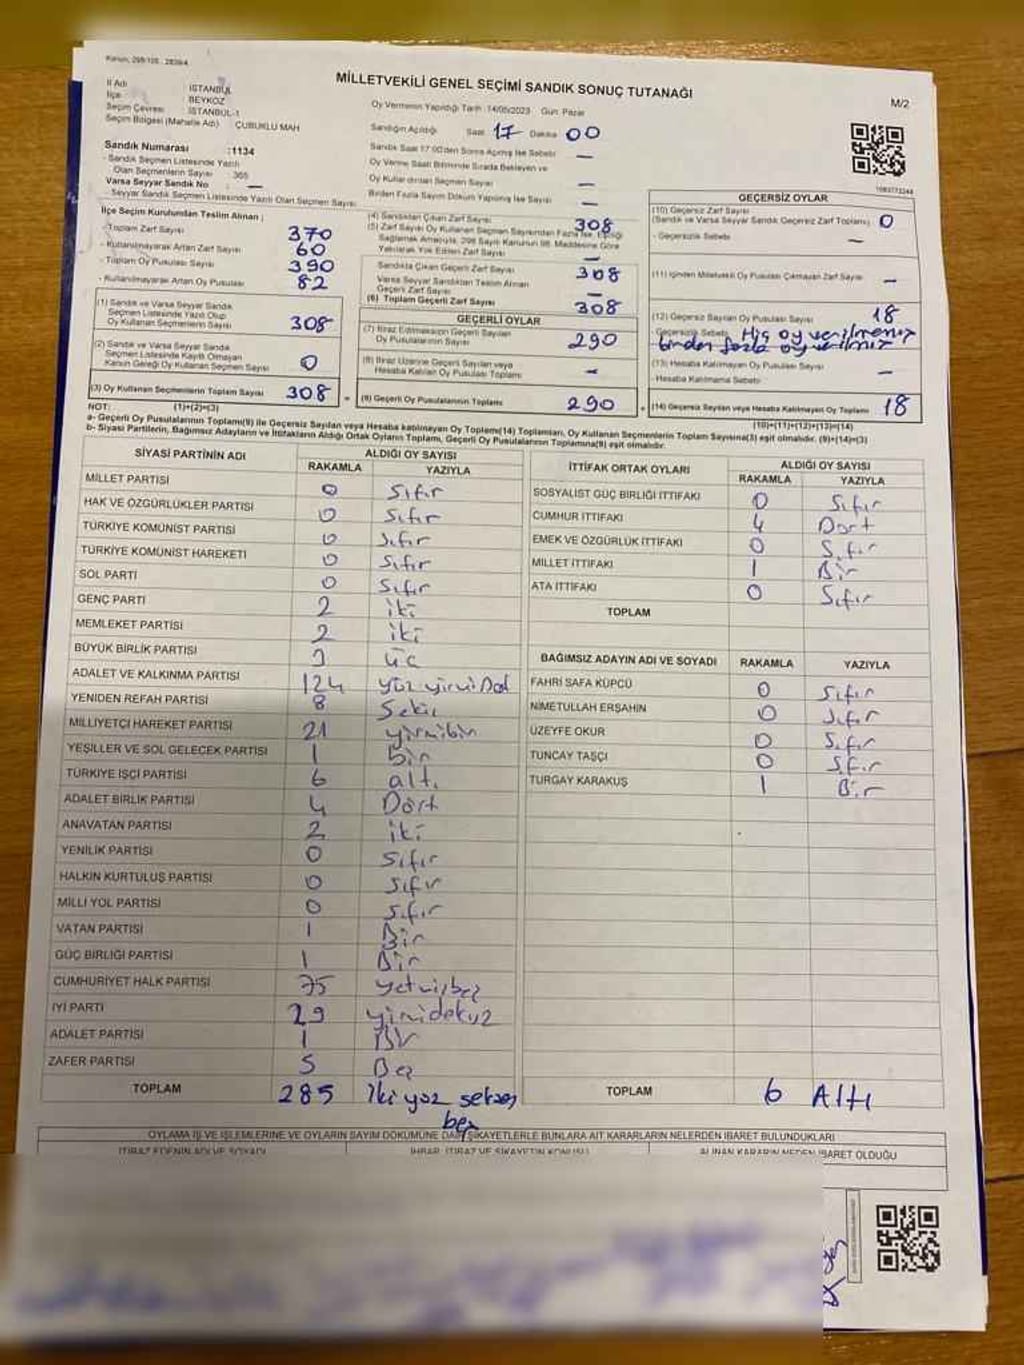 Kanun, 298/105 , 2839/4
MİLLETVEKİLİ GENEL SEÇİMİ SANDIK SONUÇ TUTANAĞI
M/2
İl Adı : İSTANBUL
İlçe : BEYKOZ
Seçim Çevresi : İSTANBUL-1
Seçim Bölgesi (Mahalle Adı) ÇUBUKLU MAH
Oy Vermenin Yapıldığı Tarih :14/05/2023 Gün: Pazar
Sandığın Açıldığı Saat 17 Dakika 00
Sandık Saat 17:00'den Sonra Açılmış İse Sebebi —
Oy Verme Saati Bitiminde Sırada Bekleyen ve
Oy Kullandırılan Seçmen Sayısı —
Birden Fazla Sayım Döküm Yapılmış İse Sayısı —
Sandık Numarası :1134
- Sandık Seçmen Listesinde Yazılı
Olan Seçmenlerin Sayısı : 365
Varsa Seyyar Sandık No —
- Seyyar Sandık Seçmen Listesinde Yazılı Olan Seçmen Sayısı
İlçe Seçim Kurulundan Teslim Alınan ;
- Toplam Zarf Sayısı 370
- Kullanılmayarak Artan Zarf Sayısı 60
- Toplam Oy Pusulası Sayısı 390
- Kullanılmayarak Artan Oy Pusulası 82
(1) Sandık ve Varsa Seyyar Sandık
Seçmen Listesinde Yazılı Olup
Oy Kullanan Seçmenlerin Sayısı 308
(2) Sandık ve Varsa Seyyar Sandık
Seçmen Listesinde Kayıtlı Olmayan
Kanun Gereği Oy Kullanan Seçmen Sayısı 0
(3) Oy Kullanan Seçmenlerin Toplam Sayısı 308
(1)+(2)=(3)
(4) Sandıktan Çıkan Zarf Sayısı 308
(5) Zarf Sayısı Oy Kullanan Seçmen Sayısından Fazla İse, Eşitliği
Sağlamak Amacıyla, 298 Sayılı Kanunun 98. Maddesine Göre
Yakılarak Yok Edilen Zarf Sayısı —
Sandıkta Çıkan Geçerli Zarf Sayısı 308
Varsa Seyyar Sandıktan Teslim Alınan
Geçerli Zarf Sayısı —
(6) Toplam Geçerli Zarf Sayısı 308
GEÇERLİ OYLAR
(7) İtiraz Edilmeksizin Geçerli Sayılan
Oy Pusulalarının Sayısı 290
(8) İtiraz Üzerine Geçerli Sayılan veya
Hesaba Katılan Oy Pusulası Toplamı —
(9) Geçerli Oy Pusulalarının Toplamı 290
GEÇERSİZ OYLAR
(10) Geçersiz Zarf Sayısı
(Sandık ve Varsa Seyyar Sandık Geçersiz Zarf Toplamı) 0
- Geçersizlik Sebebi —
(11) İçinden Milletvekili Oy Pusulası Çıkmayan Zarf Sayısı —
(12) Geçersiz Sayılan Oy Pusulası Sayısı 18
- Geçersizlik Sebebi Hiç oy verilmemiş
birden fazla oy verilmiş
(13) Hesaba Katılmayan Oy Pusulası Sayısı —
- Hesaba Katılmama Sebebi
(14) Geçersiz Sayılan veya Hesaba Katılmayan Oy Toplamı 18
(10)+(11)+(12)+(13)=(14)
NOT:
a- Geçerli Oy Pusulalarının Toplamı(9) ile Geçersiz Sayılan veya Hesaba katılmayan Oy Toplamı(14) Toplamları, Oy Kullanan Seçmenlerin Toplam Sayısına(3) eşit olmalıdır. (9)+(14)=(3)
b- Siyasi Partilerin, Bağımsız Adayların ve İttifakların Aldığı Ortak Oyların Toplamı, Geçerli Oy Pusulalarının Toplamına(9) eşit olmalıdır.
SİYASİ PARTİNİN ADI ALDIĞI OY SAYISI
RAKAMLA YAZIYLA
MİLLET PARTİSİ 0 Sıfır
HAK VE ÖZGÜRLÜKLER PARTİSİ 0 Sıfır
TÜRKİYE KOMÜNİST PARTİSİ 0 Sıfır
TÜRKİYE KOMÜNİST HAREKETİ 0 Sıfır
SOL PARTİ 0 Sıfır
GENÇ PARTİ 2 iki
MEMLEKET PARTİSİ 2 iki
BÜYÜK BİRLİK PARTİSİ 3 üç
ADALET VE KALKINMA PARTİSİ 124 yüz yirmi Dört
YENİDEN REFAH PARTİSİ 8 Sekiz
MİLLİYETÇİ HAREKET PARTİSİ 21 yirmibir
YEŞİLLER VE SOL GELECEK PARTİSİ 1 bir
TÜRKİYE İŞÇİ PARTİSİ 6 altı
ADALET BİRLİK PARTİSİ 4 Dört
ANAVATAN PARTİSİ 2 iki
YENİLİK PARTİSİ 0 Sıfır
HALKIN KURTULUŞ PARTİSİ 0 Sıfır
MİLLİ YOL PARTİSİ 0 Sıfır
VATAN PARTİSİ 1 Bir
GÜÇ BİRLİĞİ PARTİSİ 1 Bir
CUMHURİYET HALK PARTİSİ 75 yetmişbeş
İYİ PARTİ 29 yirmidokuz
ADALET PARTİSİ 1 Bir
ZAFER PARTİSİ 5 Beş
TOPLAM 285 İki yüz seksen
beş
İTTİFAK ORTAK OYLARI ALDIĞI OY SAYISI
RAKAMLA YAZIYLA
SOSYALİST GÜÇ BİRLİĞİ İTTİFAKI 0 Sıfır
CUMHUR İTTİFAKI 4 Dört
EMEK VE ÖZGÜRLÜK İTTİFAKI 0 Sıfır
MİLLET İTTİFAKI 1 Bir
ATA İTTİFAKI 0 Sıfır
TOPLAM
BAĞIMSIZ ADAYIN ADI VE SOYADI RAKAMLA YAZIYLA
FAHRİ SAFA KÜPCÜ 0 Sıfır
NİMETULLAH ERŞAHİN 0 Sıfır
ÜZEYFE OKUR 0 Sıfır
TUNCAY TAŞÇI 0 Sıfır
TURGAY KARAKUŞ 1 Bir
TOPLAM 6 Altı
OYLAMA İŞ VE İŞLEMLERİNE VE OYLARIN SAYIM DÖKÜMÜNE DAİR ŞİKAYETLERLE BUNLARA AİT KARARLARIN NELERDEN İBARET BULUNDUKLARI
İTİRAZ EDENİN ADI VE SOYADI İHBAR, İTİRAZ VE ŞİKAYETİN KONUSU ALINAN KARARIN NEDEN İBARET OLDUĞU